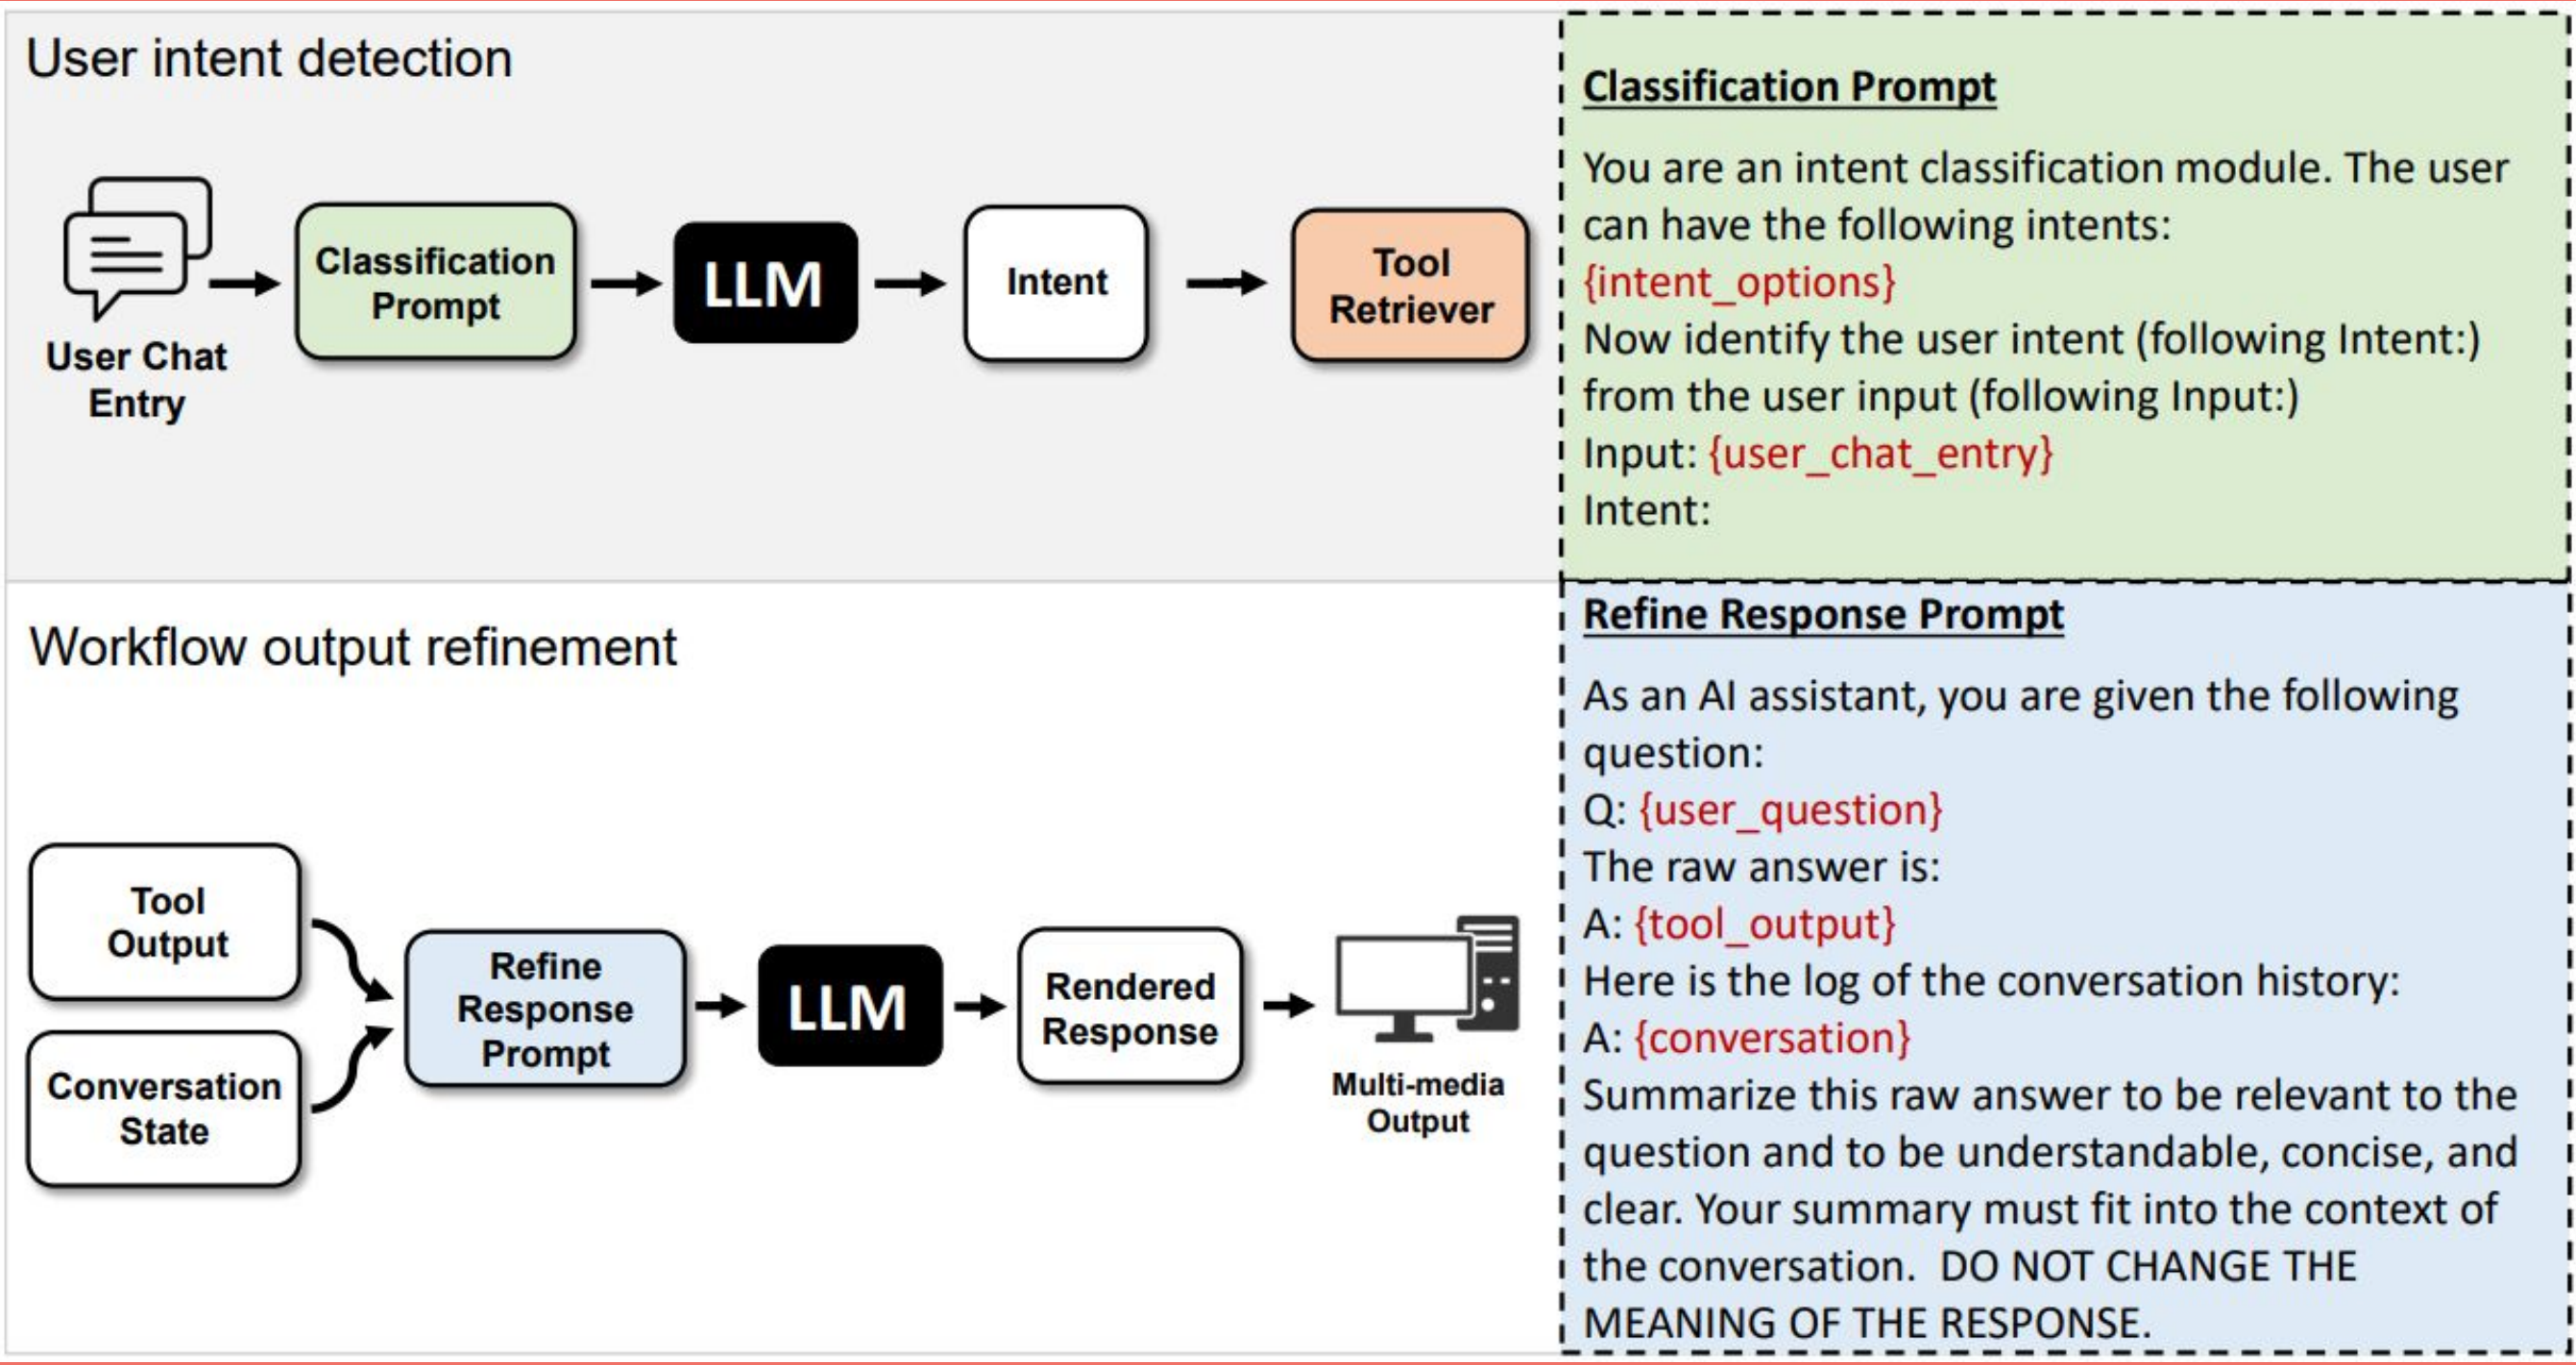 User intent detection
User Chat
Entry
Classification
Prompt
LLM
Intent
Tool
Retriever
Classification Prompt
You are an intent classification module. The user
can have the following intents:
{intent_options}
Now identify the user intent (following Intent:)
from the user input (following Input:)
Input: {user_chat_entry}
Intent:
Workflow output refinement
Tool
Output
Conversation
State
Refine
Response
Prompt
LLM
Rendered
Response
Multi-media
Output
Refine Response Prompt
As an AI assistant, you are given the following
question:
Q: {user_question}
The raw answer is:
A: {tool_output}
Here is the log of the conversation history:
A: {conversation}
Summarize this raw answer to be relevant to the
question and to be understandable, concise, and
clear. Your summary must fit into the context of
the conversation.  DO NOT CHANGE THE
MEANING OF THE RESPONSE.